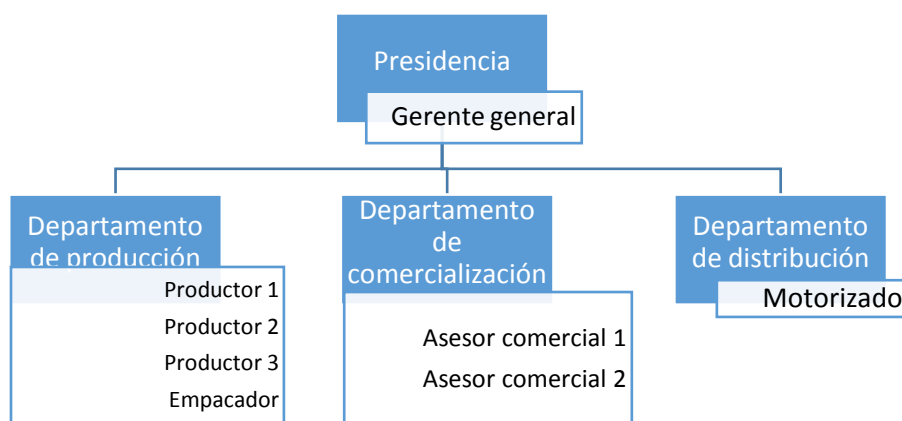 Presidencia
Gerente general
Departamento
de producción
Productor 1
Productor 2
Productor 3
Empacador
Departamento
de
comercialización
Asesor comercial 1
Asesor comercial 2
Departamento
de distribución
Motorizado